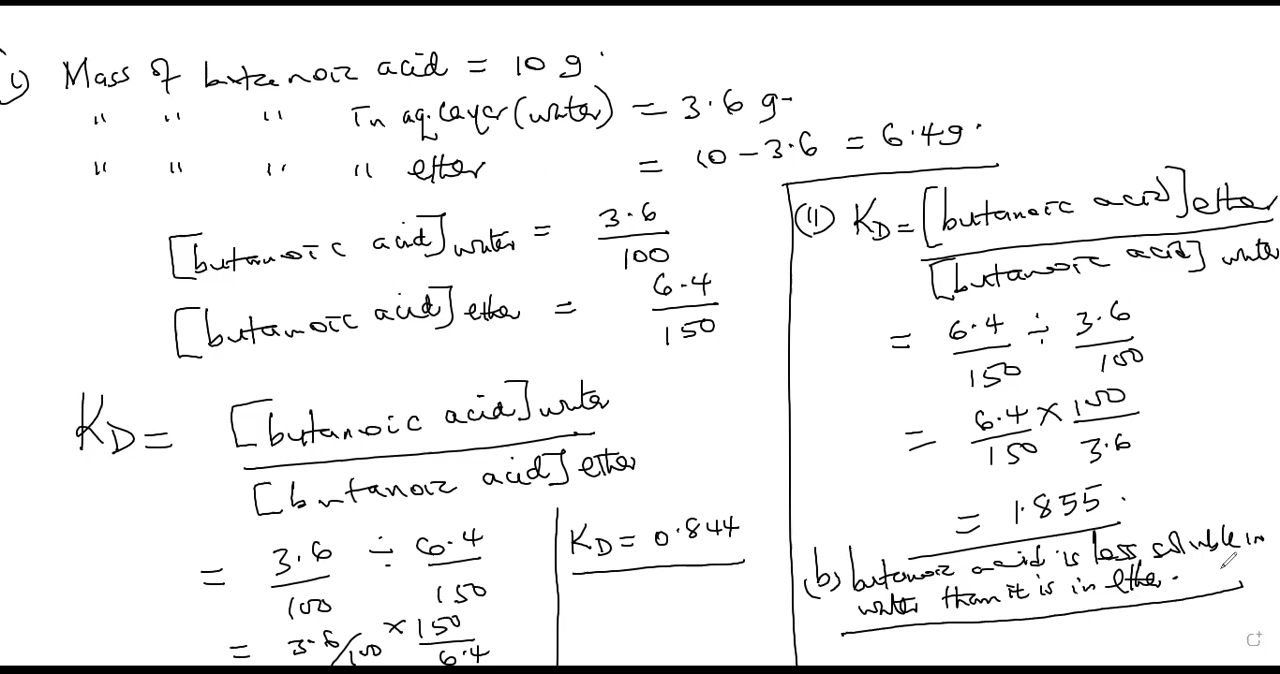 (i) Mass of butanoic acid = 10 g.
" " " In aq. layer (water) = 3.6 g
" " " " ether = 10 - 3.6 = 6.4g.
[butanoic acid] water = 3.6/100
[butanoic acid] ether = 6.4/150
K_D = [butanoic acid] water / [butanoic acid] ether
= 3.6/100 ÷ 6.4/150
= 3.6/100 × 150/6.4
K_D = 0.844
(ii) K_D = [butanoic acid] ether / [butanoic acid] water
= 6.4/150 ÷ 3.6/100
= 6.4/150 × 100/3.6
= 1.855.
(b) butanoic acid is less soluble in
water than it is in ether.